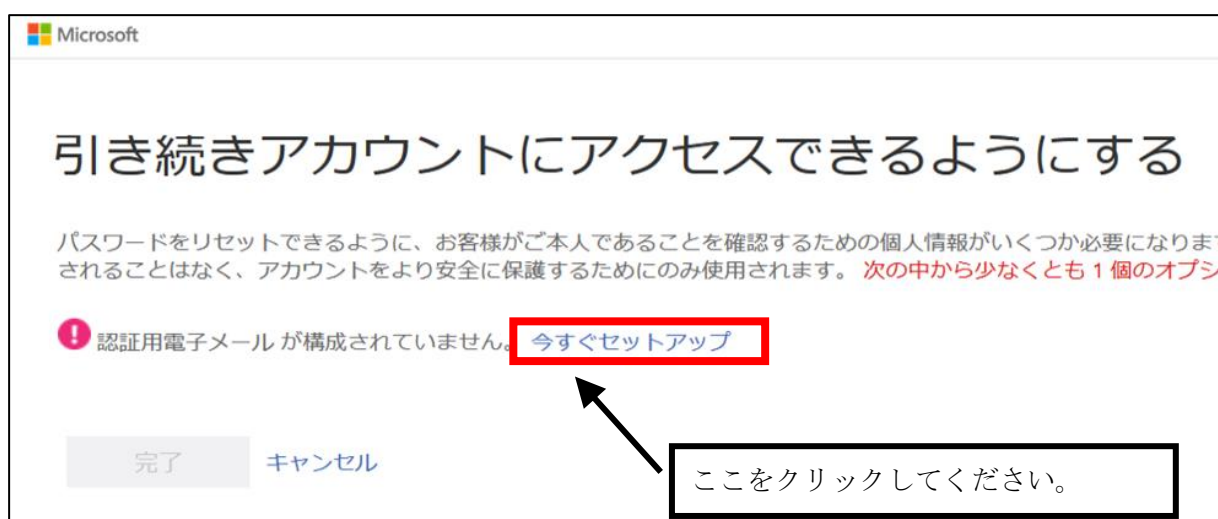 Microsoft
引き続きアカウントにアクセスできるようにする
パスワードをリセットできるように、お客様がご本人であることを確認するための個人情報がいくつか必要になりま
されることはなく、アカウントをより安全に保護するためにのみ使用されます。 次の中から少なくとも 1 個のオプシ
認証用電子メール が構成されていません。 今すぐセットアップ
完了 キャンセル
ここをクリックしてください。